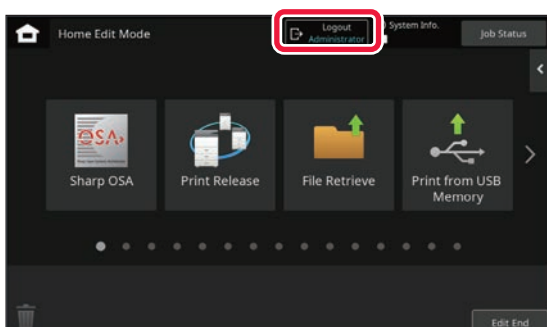 Home Edit Mode
Logout
Administrator
System Info.
Job Status
OSA
Sharp OSA
Print Release
File Retrieve
Print from USB
Memory
Edit End